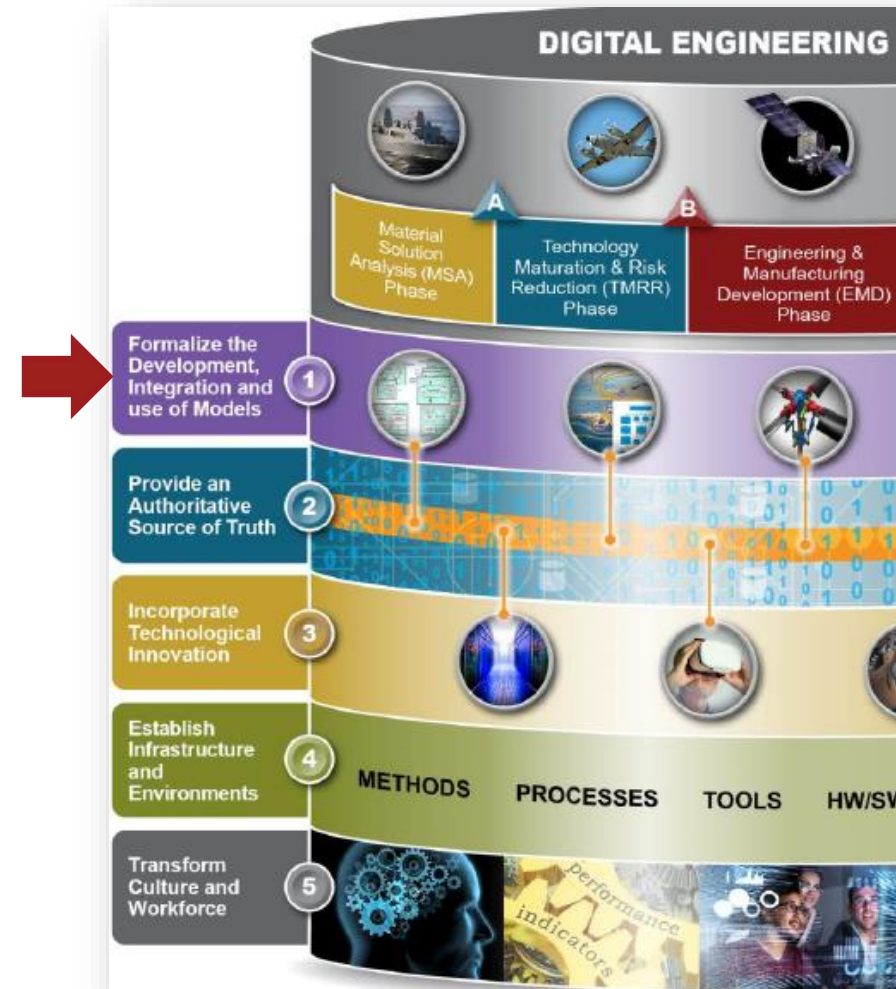 DIGITAL ENGINEERING
A
B
Material
Solution
Analysis (MSA)
Phase
Technology
Maturation & Risk
Reduction (TMRR)
Phase
Engineering &
Manufacturing
Development (EMD)
Phase
Formalize the
Development,
Integration and
use of Models
1
Provide an
Authoritative
Source of Truth
2
Incorporate
Technological
Innovation
3
Establish
Infrastructure
and
Environments
4
METHODS
PROCESSES
TOOLS
HW/SW
Transform
Culture and
Workforce
5
performance
indicators